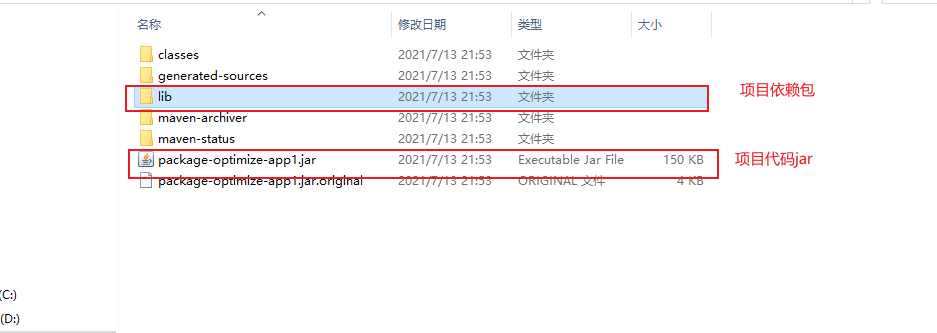 名称 修改日期 类型 大小
classes 2021/7/13 21:53 文件夹
generated-sources 2021/7/13 21:53 文件夹
lib 2021/7/13 21:53 文件夹 项目依赖包
maven-archiver 2021/7/13 21:53 文件夹
maven-status 2021/7/13 21:53 文件夹
package-optimize-app1.jar 2021/7/13 21:53 Executable Jar File 150 KB 项目代码jar
package-optimize-app1.jar.original 2021/7/13 21:53 ORIGINAL 文件 4 KB
(C:)
(D:)